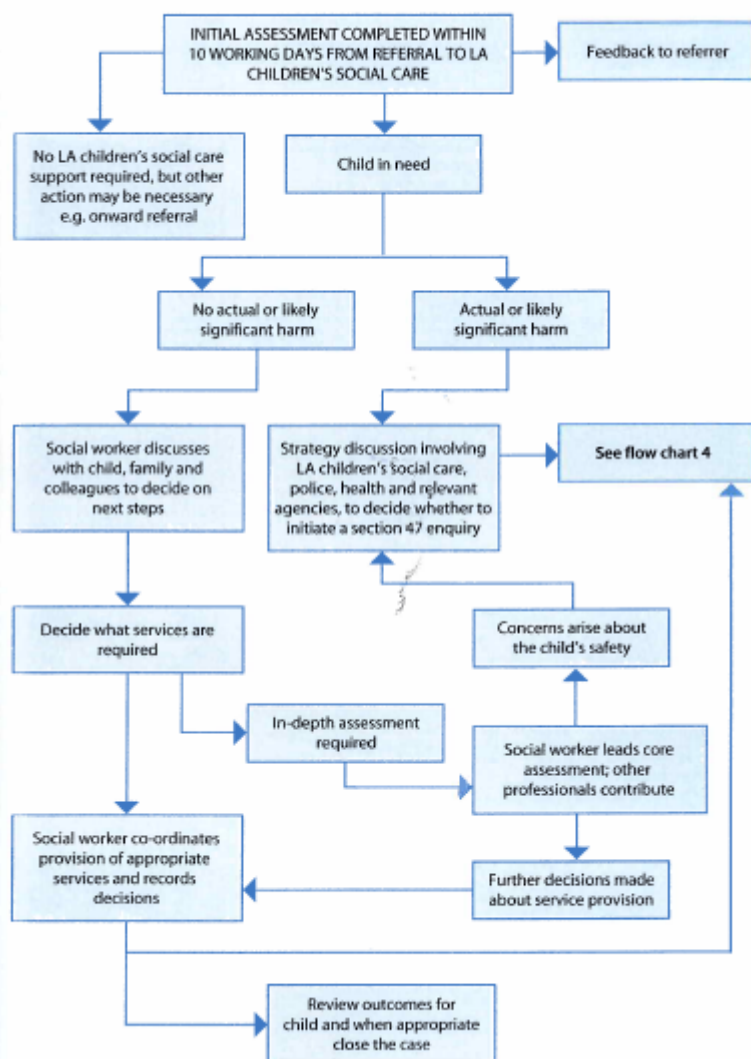 INITIAL ASSESSMENT COMPLETED WITHIN
10 WORKING DAYS FROM REFERRAL TO LA
CHILDREN'S SOCIAL CARE
Feedback to referrer
No LA children's social care
support required, but other
action may be necessary
e.g. onward referral
Child in need
No actual or likely
significant harm
Actual or likely
significant harm
Social worker discusses
with child, family and
colleagues to decide on
next steps
Strategy discussion involving
LA children's social care,
police, health and relevant
agencies, to decide whether to
initiate a section 47 enquiry
See flow chart 4
Decide what services are
required
Concerns arise about
the child's safety
In-depth assessment
required
Social worker leads core
assessment; other
professionals contribute
Social worker co-ordinates
provision of appropriate
services and records
decisions
Further decisions made
about service provision
Review outcomes for
child and when appropriate
close the case